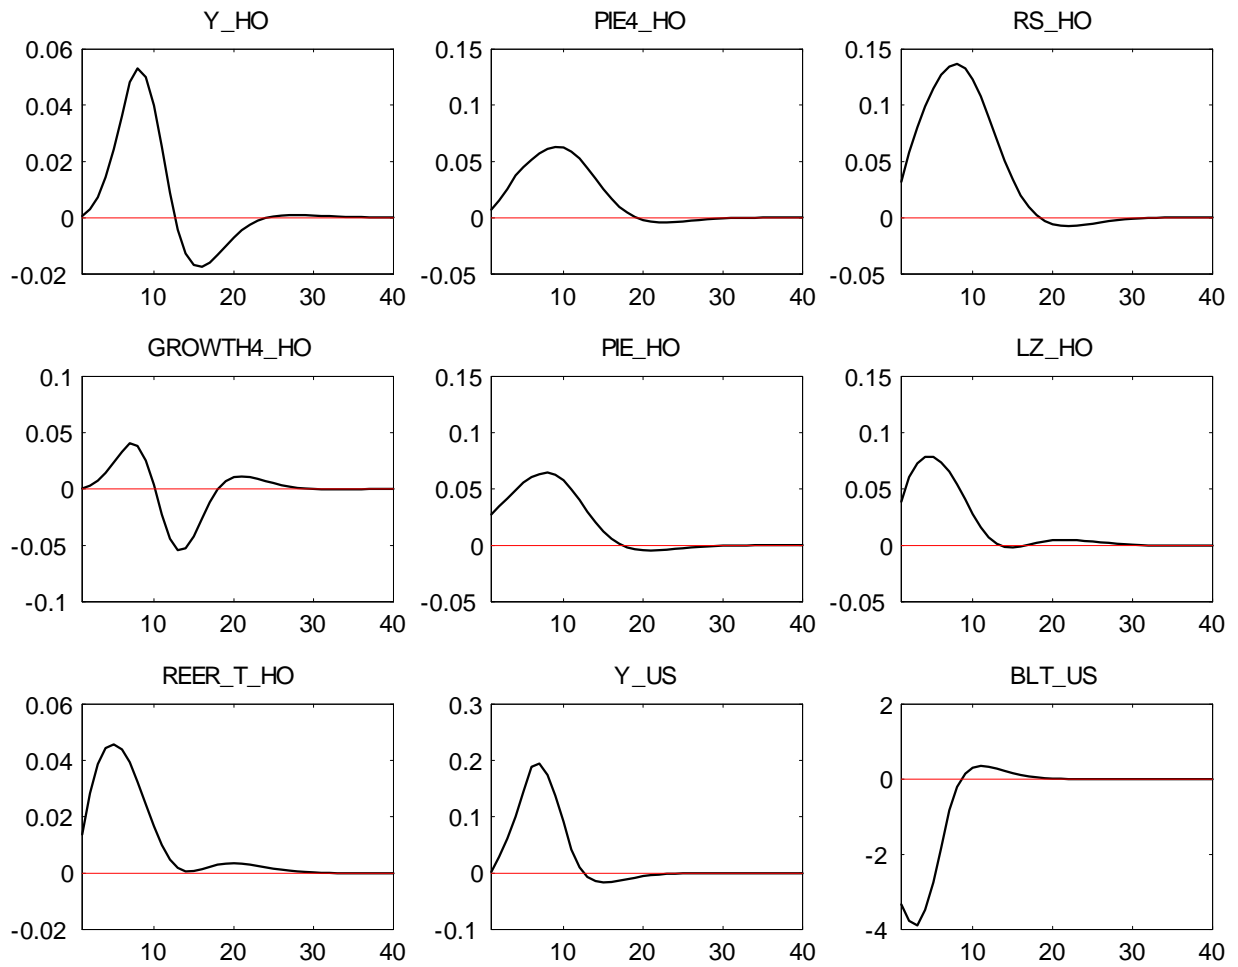 Y_HO PIE4_HO RS_HO
0.06 0.15 0.15
0.04 0.1 0.1
0.02 0.05 0.05
0 0 0
-0.02 -0.05 -0.05
10 20 30 40 10 20 30 40 10 20 30 40
GROWTH4_HO PIE_HO LZ_HO
0.1 0.15 0.15
0.05 0.1 0.1
0 0.05 0.05
-0.05 0 0
-0.1 -0.05 -0.05
10 20 30 40 10 20 30 40 10 20 30 40
REER_T_HO Y_US BLT_US
0.06 0.3 2
0.04 0.2 0
0.02 0.1 -2
0 0 -4
-0.02 -0.1
10 20 30 40 10 20 30 40 10 20 30 40